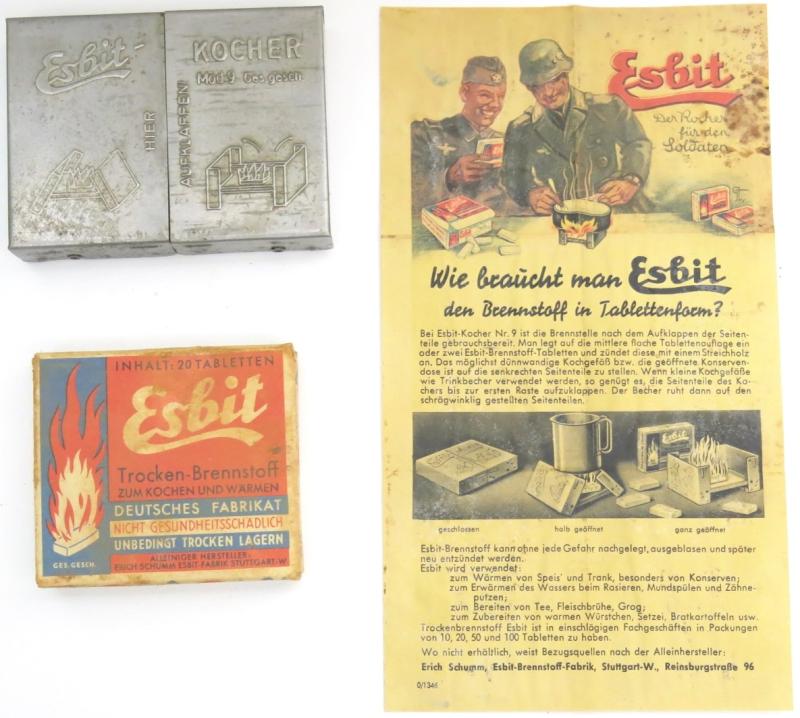 Esbit-
KOCHER
Mod. 9 Ges. gesch.
HIER
AUFKLAPPEN!
INHALT: 20 TABLETTEN
Esbit
Trocken-Brennstoff
ZUM KOCHEN UND WÄRMEN
DEUTSCHES FABRIKAT
NICHT GESUNDHEITSSCHÄDLICH
UNBEDINGT TROCKEN LAGERN
GES. GESCH.
ALLEINIGER HERSTELLER:
ERICH SCHUMM ESBIT-FABRIK STUTTGART-W.
Esbit
Der Kocher
für den
Soldaten
Wie braucht man Esbit
den Brennstoff in Tablettenform?
Bei Esbit-Kocher Nr. 9 ist die Brennstelle nach dem Aufklappen der Seiten-
teile gebrauchsbereit. Man legt auf die mittlere flache Tablettenauflage ein
oder zwei Esbit-Brennstoff-Tabletten und zündet diese mit einem Streichholz
an. Das möglichst dünnwandige Kochgefäß bzw. die geöffnete Konserven-
dose ist auf die senkrechten Seitenteile zu stellen. Wenn kleine Kochgefäße
wie Trinkbecher verwendet werden, so genügt es, die Seitenteile des Ko-
chers bis zur ersten Raste aufzuklappen. Der Becher ruht dann auf den
schrägwinklig gestellten Seitenteilen.
geschlossen halb geöffnet ganz geöffnet
Esbit-Brennstoff kann ohne jede Gefahr nachgelegt, ausgeblasen und später
neu entzündet werden.
Esbit wird verwendet:
zum Wärmen von Speis' und Trank, besonders von Konserven;
zum Erwärmen des Wassers beim Rasieren, Mundspülen und Zähne-
putzen;
zum Bereiten von Tee, Fleischbrühe, Grog;
zum Zubereiten von warmen Würstchen, Setzei, Bratkartoffeln usw.
Trockenbrennstoff Esbit ist in einschlägigen Fachgeschäften in Packungen
von 10, 20, 50 und 100 Tabletten zu haben.
Wo nicht erhältlich, weist Bezugsquellen nach der Alleinhersteller:
Erich Schumm, Esbit-Brennstoff-Fabrik, Stuttgart-W., Reinsburgstraße 96
0/1346